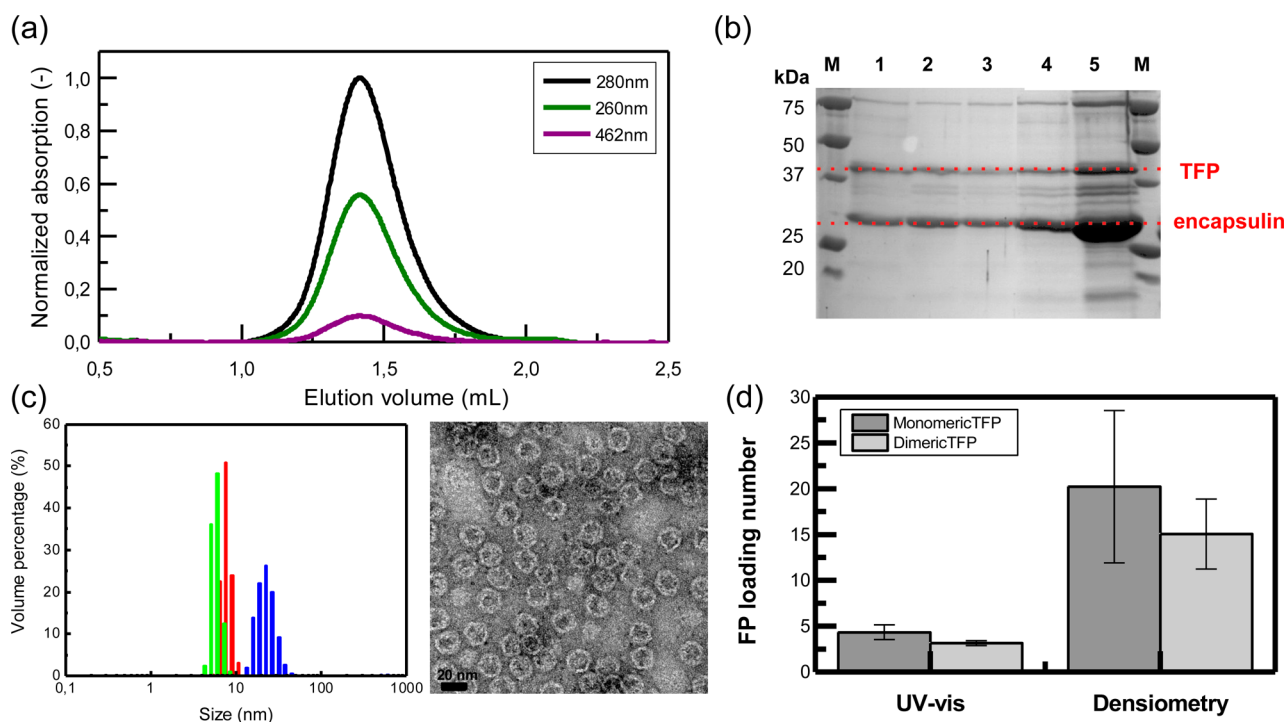 (a)
Normalized absorption (-)
1,0
0,8
0,6
0,4
0,2
0,0
280nm
260nm
462nm
0,5
1,0
1,5
2,0
2,5
Elution volume (mL)
(b)
kDa
M
1
2
3
4
5
M
75
50
37
25
20
TFP
encapsulin
(c)
Volume percentage (%)
60
50
40
30
20
10
0
0,1
1
10
100
1000
Size (nm)
20 nm
(d)
FP loading number
30
25
20
15
10
5
0
MonomericTFP
DimericTFP
UV-vis
Densiometry